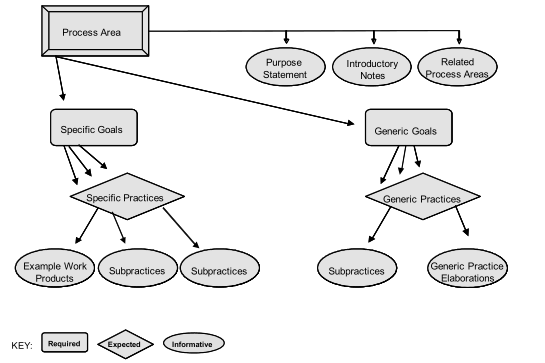 Process Area
Purpose
Statement
Introductory
Notes
Related
Process Areas
Specific Goals
Generic Goals
Specific Practices
Generic Practices
Example Work
Products
Subpractices
Subpractices
Subpractices
Generic Practice
Elaborations
KEY:
Required
Expected
Informative